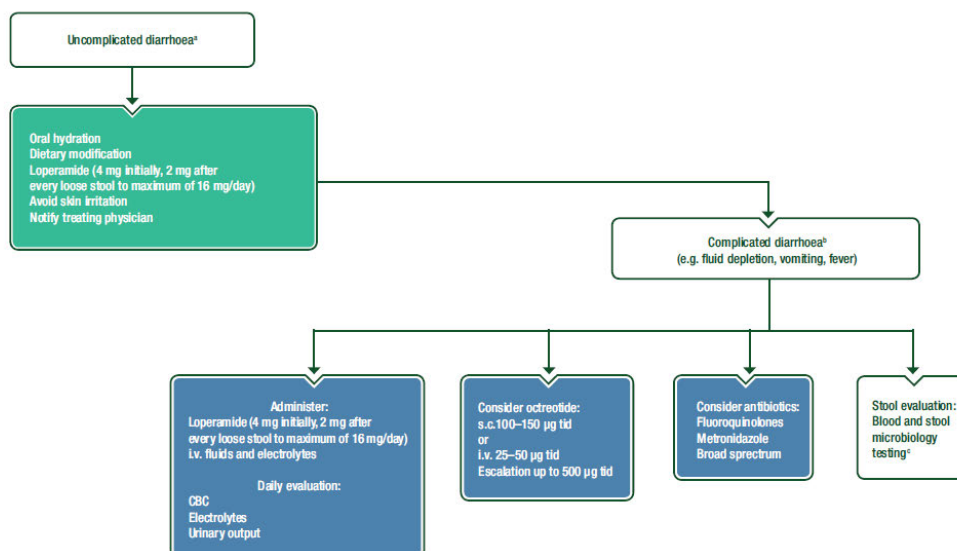 Uncomplicated diarrhoeaᵃ
Oral hydration
Dietary modification
Loperamide (4 mg initially, 2 mg after
every loose stool to maximum of 16 mg/day)
Avoid skin irritation
Notify treating physician
Complicated diarrhoeaᵇ
(e.g. fluid depletion, vomiting, fever)
Administer:
Loperamide (4 mg initially, 2 mg after
every loose stool to maximum of 16 mg/day)
i.v. fluids and electrolytes
Daily evaluation:
CBC
Electrolytes
Urinary output
Consider octreotide:
s.c.100–150 µg tid
or
i.v. 25–50 µg tid
Escalation up to 500 µg tid
Consider antibiotics:
Fluoroquinolones
Metronidazole
Broad sprectrum
Stool evaluation:
Blood and stool
microbiology
testingᶜ